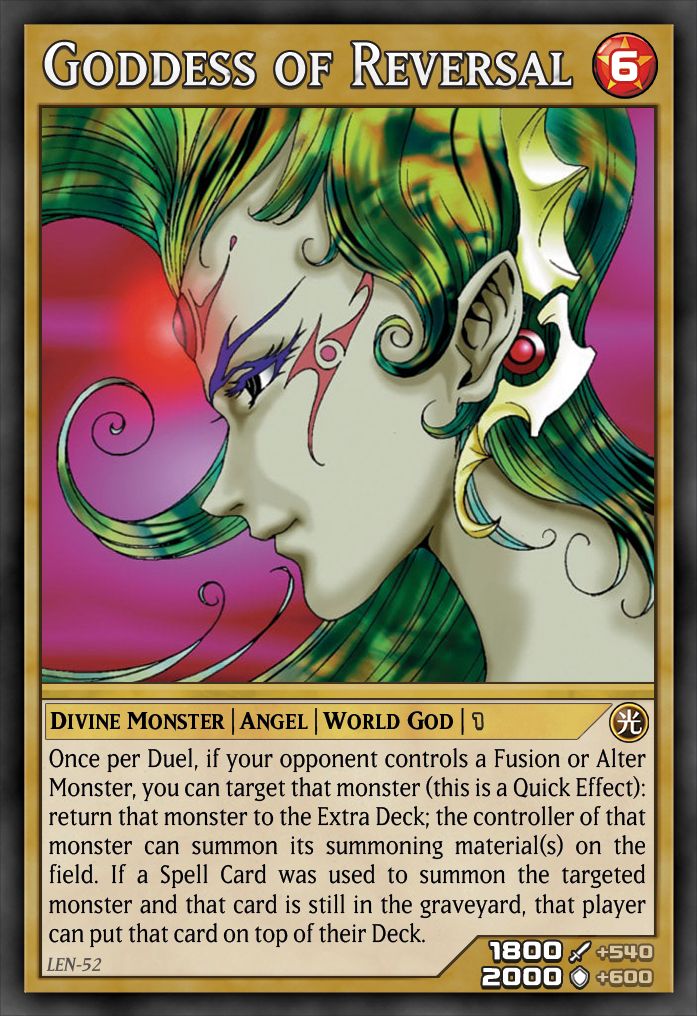 Goddess of Reversal 6
Divine Monster | Angel | World God |
光
Once per Duel, if your opponent controls a Fusion or Alter
Monster, you can target that monster (this is a Quick Effect):
return that monster to the Extra Deck; the controller of that
monster can summon its summoning material(s) on the
field. If a Spell Card was used to summon the targeted
monster and that card is still in the graveyard, that player
can put that card on top of their Deck.
LEN-52
1800 +540
2000 +600